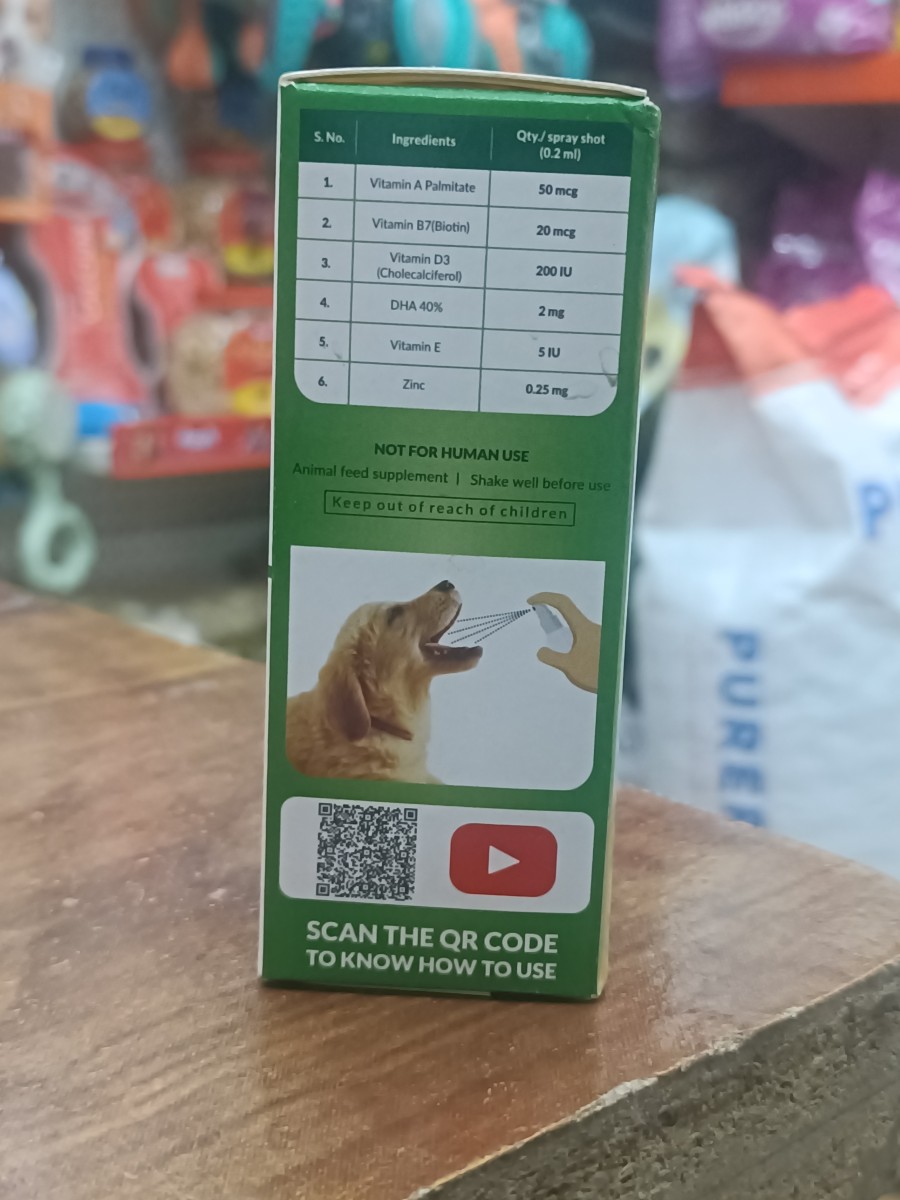 S. No. Ingredients Qty./ spray shot (0.2 ml)
1. Vitamin A Palmitate 50 mcg
2. Vitamin B7(Biotin) 20 mcg
3. Vitamin D3 (Cholecalciferol) 200 IU
4. DHA 40% 2 mg
5. Vitamin E 5 IU
6. Zinc 0.25 mg
NOT FOR HUMAN USE
Animal feed supplement | Shake well before use
Keep out of reach of children
SCAN THE QR CODE
TO KNOW HOW TO USE